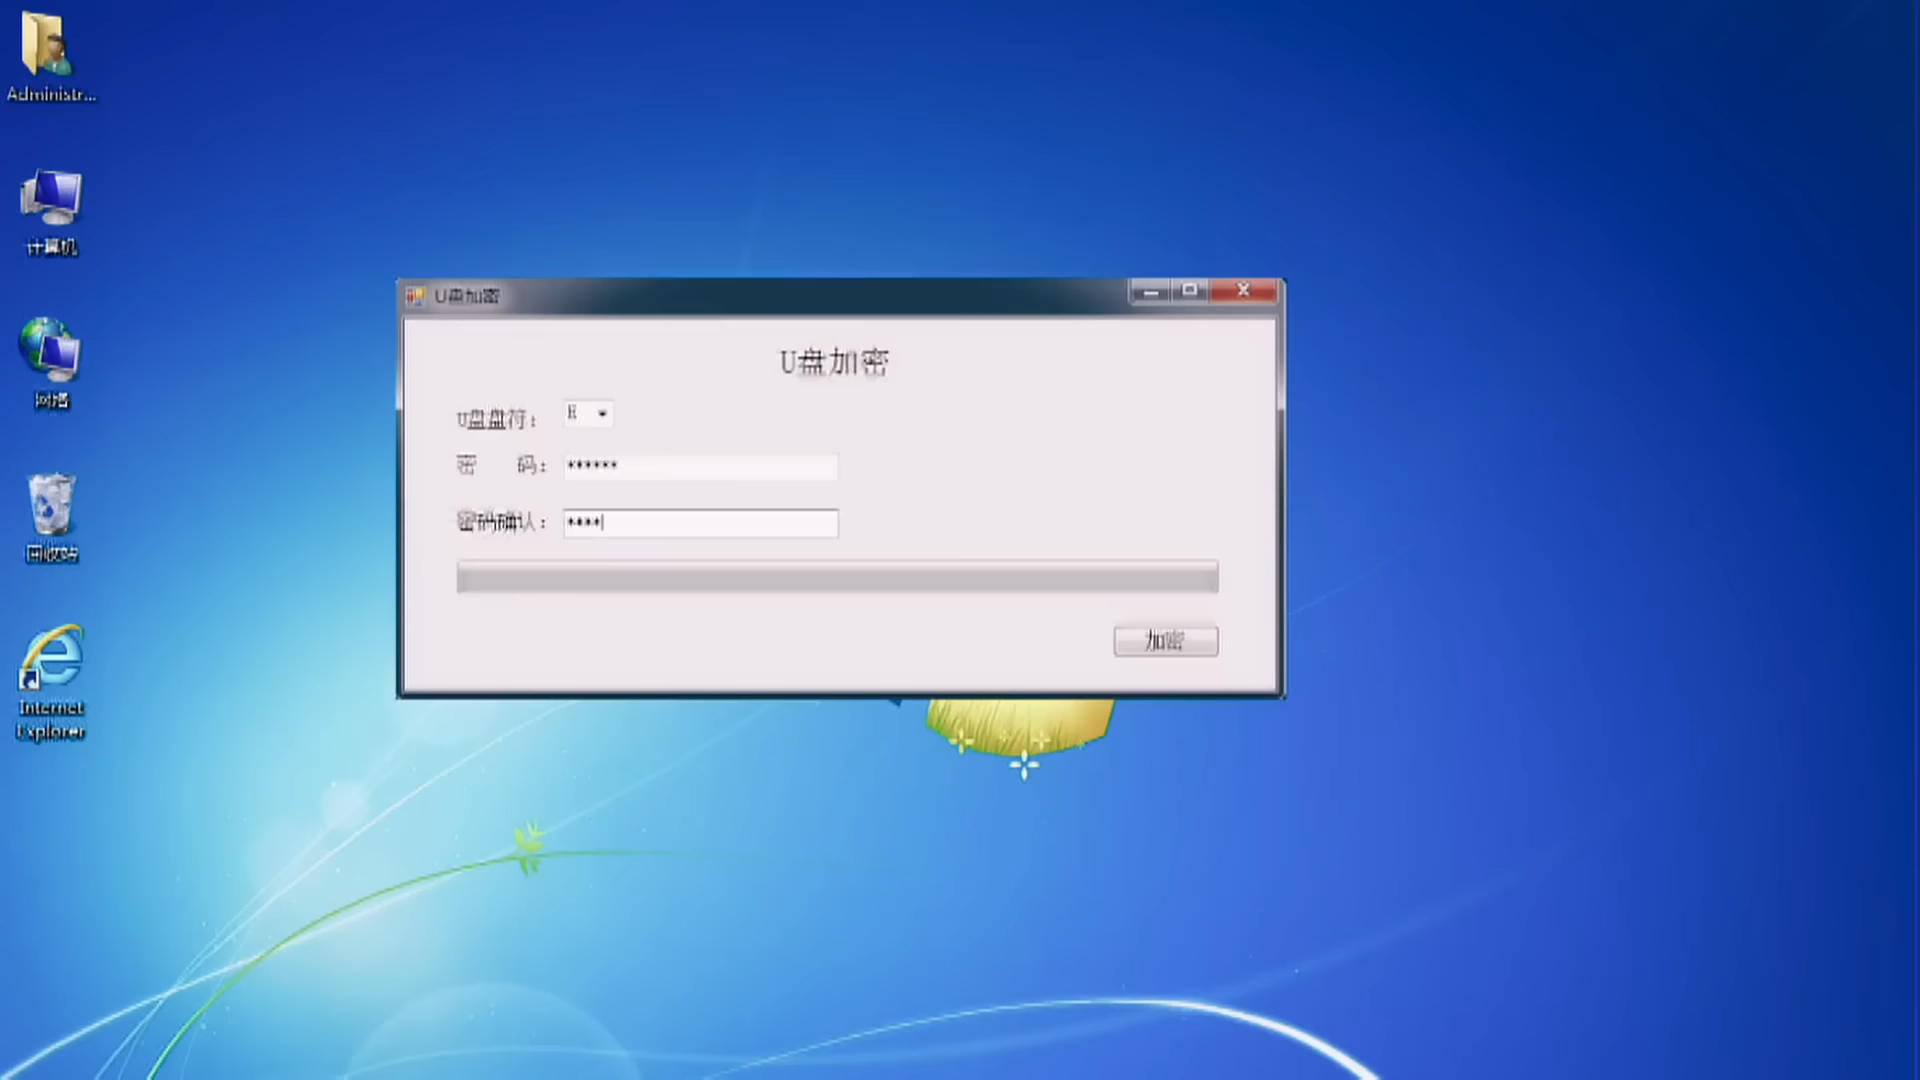 Administr...
计算机
网络
回收站
Internet
Explorer
U盘加密
U盘加密
U盘盘符: H
密 码: ******
密码确认: ****
加密